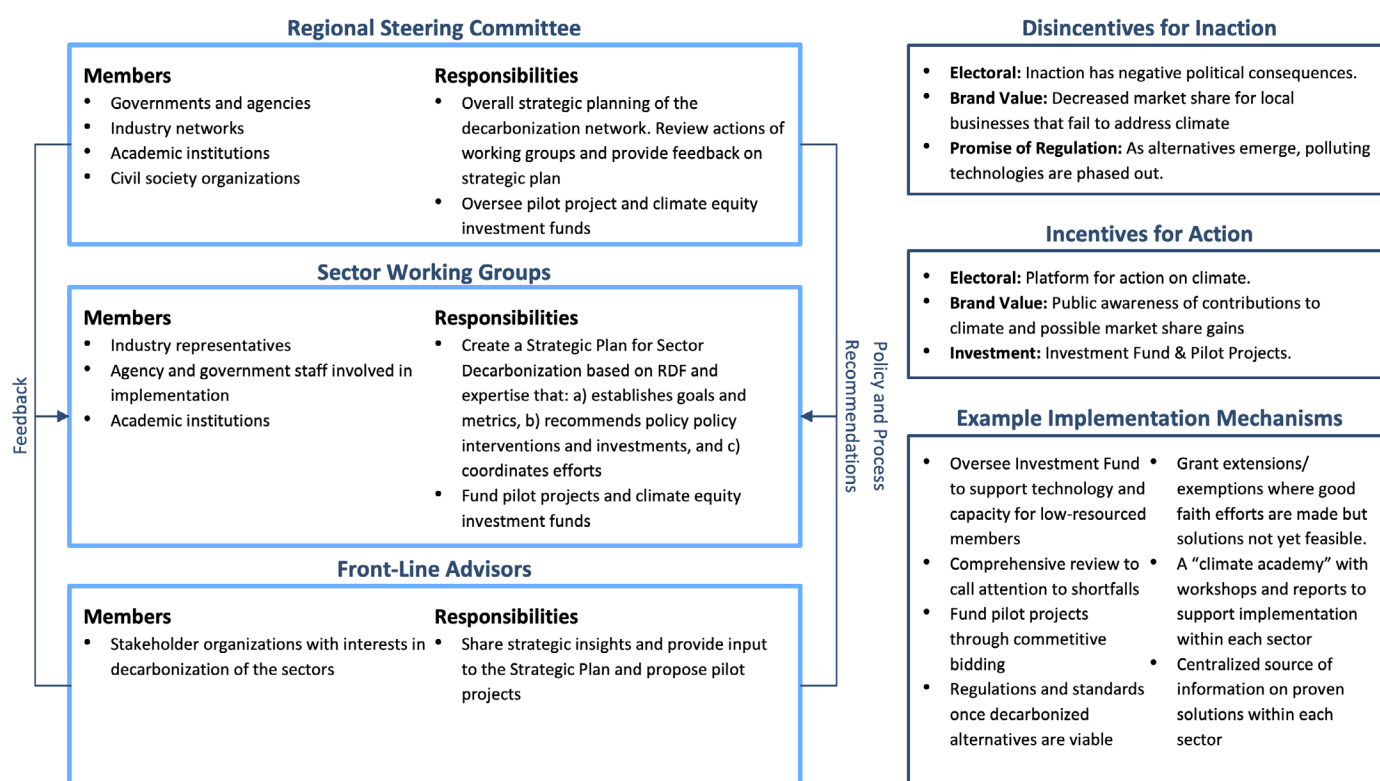 Regional Steering Committee
Members
• Governments and agencies
• Industry networks
• Academic institutions
• Civil society organizations
Responsibilities
• Overall strategic planning of the
decarbonization network. Review actions of
working groups and provide feedback on
strategic plan
• Oversee pilot project and climate equity
investment funds
Sector Working Groups
Members
• Industry representatives
• Agency and government staff involved in
implementation
• Academic institutions
Responsibilities
• Create a Strategic Plan for Sector
Decarbonization based on RDF and
expertise that: a) establishes goals and
metrics, b) recommends policy policy
interventions and investments, and c)
coordinates efforts
• Fund pilot projects and climate equity
investment funds
Front-Line Advisors
Members
• Stakeholder organizations with interests in
decarbonization of the sectors
Responsibilities
• Share strategic insights and provide input
to the Strategic Plan and propose pilot
projects
Feedback
Policy and Process
Recommendations
Disincentives for Inaction
• Electoral: Inaction has negative political consequences.
• Brand Value: Decreased market share for local
businesses that fail to address climate
• Promise of Regulation: As alternatives emerge, polluting
technologies are phased out.
Incentives for Action
• Electoral: Platform for action on climate.
• Brand Value: Public awareness of contributions to
climate and possible market share gains
• Investment: Investment Fund & Pilot Projects.
Example Implementation Mechanisms
• Oversee Investment Fund
to support technology and
capacity for low-resourced
members
• Comprehensive review to
call attention to shortfalls
• Fund pilot projects
through commetitive
bidding
• Regulations and standards
once decarbonized
alternatives are viable
• Grant extensions/
exemptions where good
faith efforts are made but
solutions not yet feasible.
• A “climate academy” with
workshops and reports to
support implementation
within each sector
• Centralized source of
information on proven
solutions within each
sector